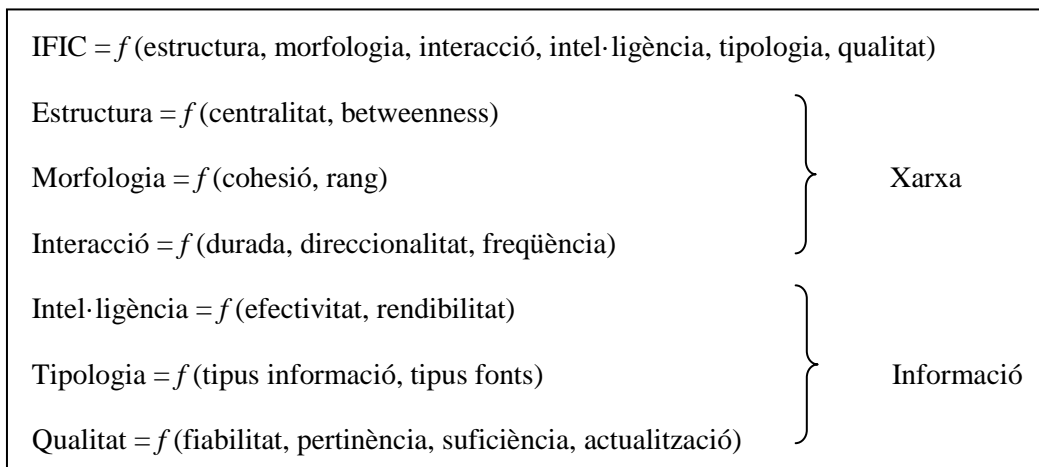 IFIC = f (estructura, morfologia, interacció, intel·ligència, tipologia, qualitat)
Estructura = f (centralitat, betweenness)
Morfologia = f (cohesió, rang)
Xarxa
Interacció = f (durada, direccionalitat, freqüència)
Intel·ligència = f (efectivitat, rendibilitat)
Tipologia = f (tipus informació, tipus fonts)
Informació
Qualitat = f (fiabilitat, pertinència, suficiència, actualització)